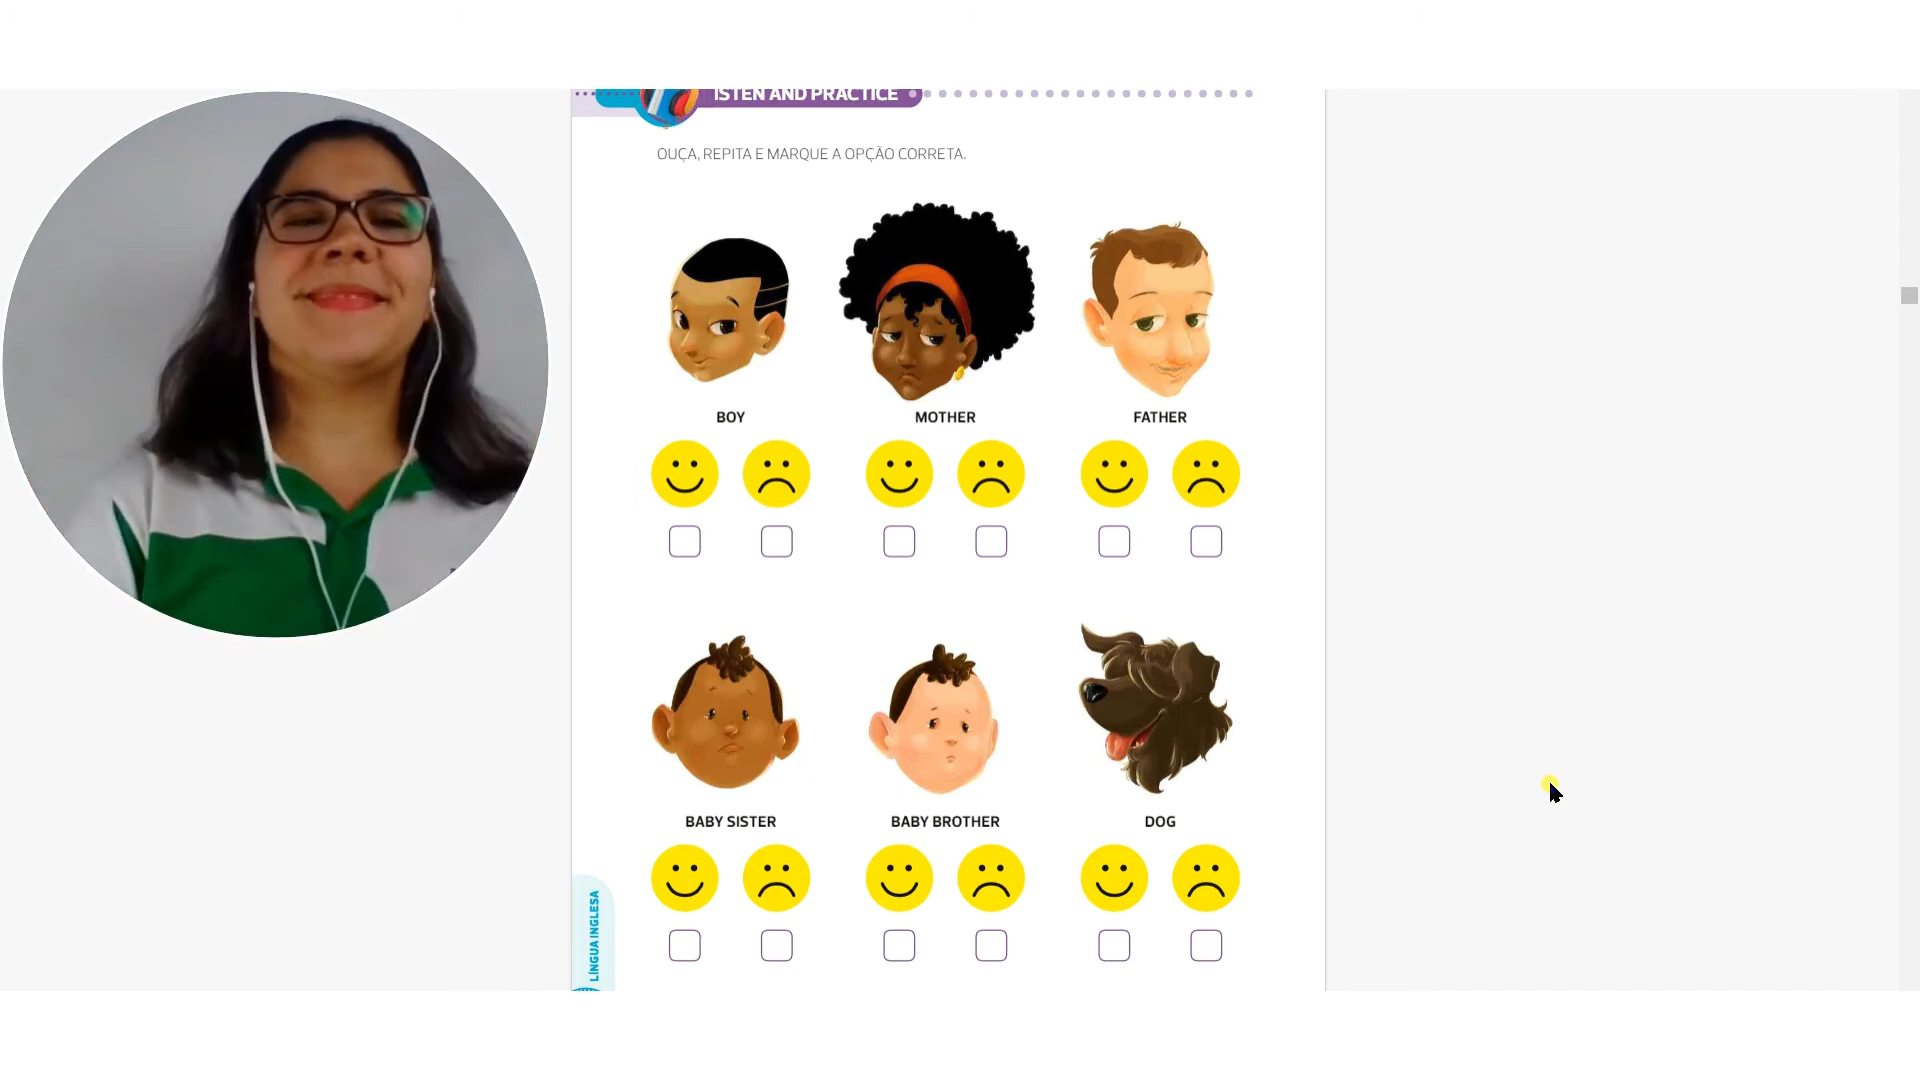 ISTEN AND PRACTICE
OUÇA, REPITA E MARQUE A OPÇÃO CORRETA.
BOY
MOTHER
FATHER
BABY SISTER
BABY BROTHER
DOG
LÍNGUA INGLESA